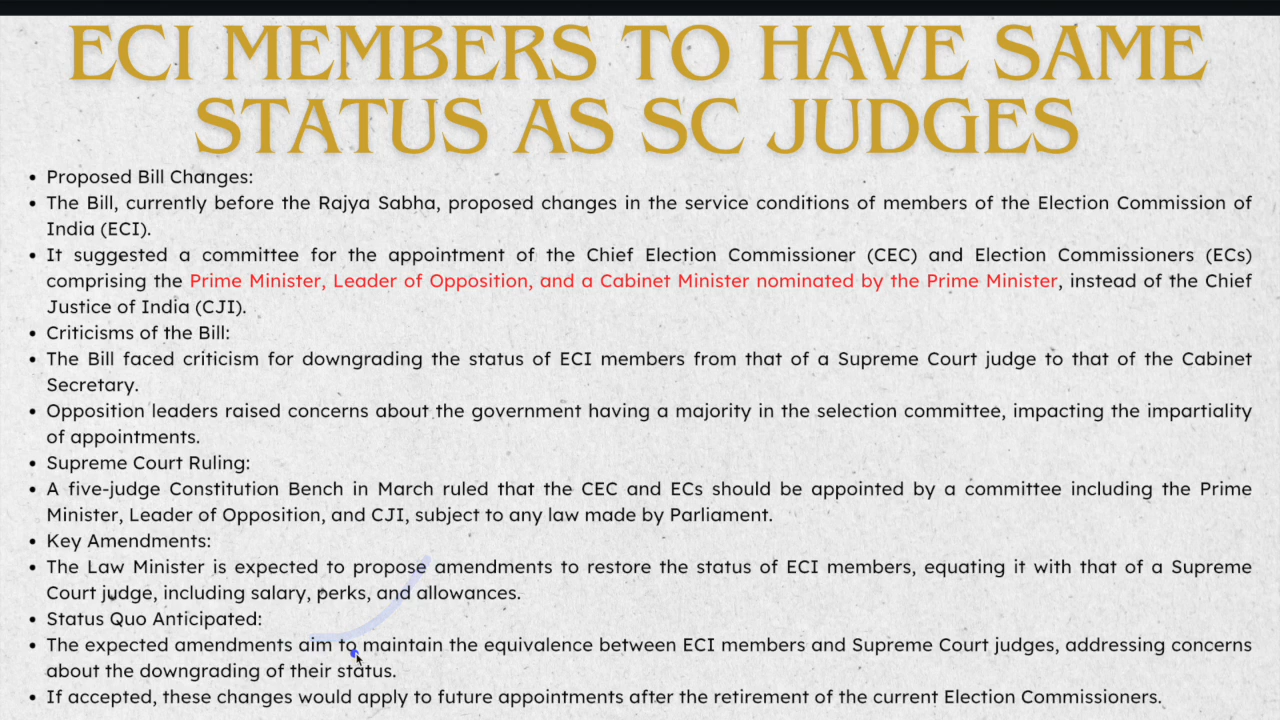 ECI MEMBERS TO HAVE SAME
STATUS AS SC JUDGES
• Proposed Bill Changes:
• The Bill, currently before the Rajya Sabha, proposed changes in the service conditions of members of the Election Commission of
India (ECI).
• It suggested a committee for the appointment of the Chief Election Commissioner (CEC) and Election Commissioners (ECs)
comprising the Prime Minister, Leader of Opposition, and a Cabinet Minister nominated by the Prime Minister, instead of the Chief
Justice of India (CJI).
• Criticisms of the Bill:
• The Bill faced criticism for downgrading the status of ECI members from that of a Supreme Court judge to that of the Cabinet
Secretary.
• Opposition leaders raised concerns about the government having a majority in the selection committee, impacting the impartiality
of appointments.
• Supreme Court Ruling:
• A five-judge Constitution Bench in March ruled that the CEC and ECs should be appointed by a committee including the Prime
Minister, Leader of Opposition, and CJI, subject to any law made by Parliament.
• Key Amendments:
• The Law Minister is expected to propose amendments to restore the status of ECI members, equating it with that of a Supreme
Court judge, including salary, perks, and allowances.
• Status Quo Anticipated:
• The expected amendments aim to maintain the equivalence between ECI members and Supreme Court judges, addressing concerns
about the downgrading of their status.
• If accepted, these changes would apply to future appointments after the retirement of the current Election Commissioners.